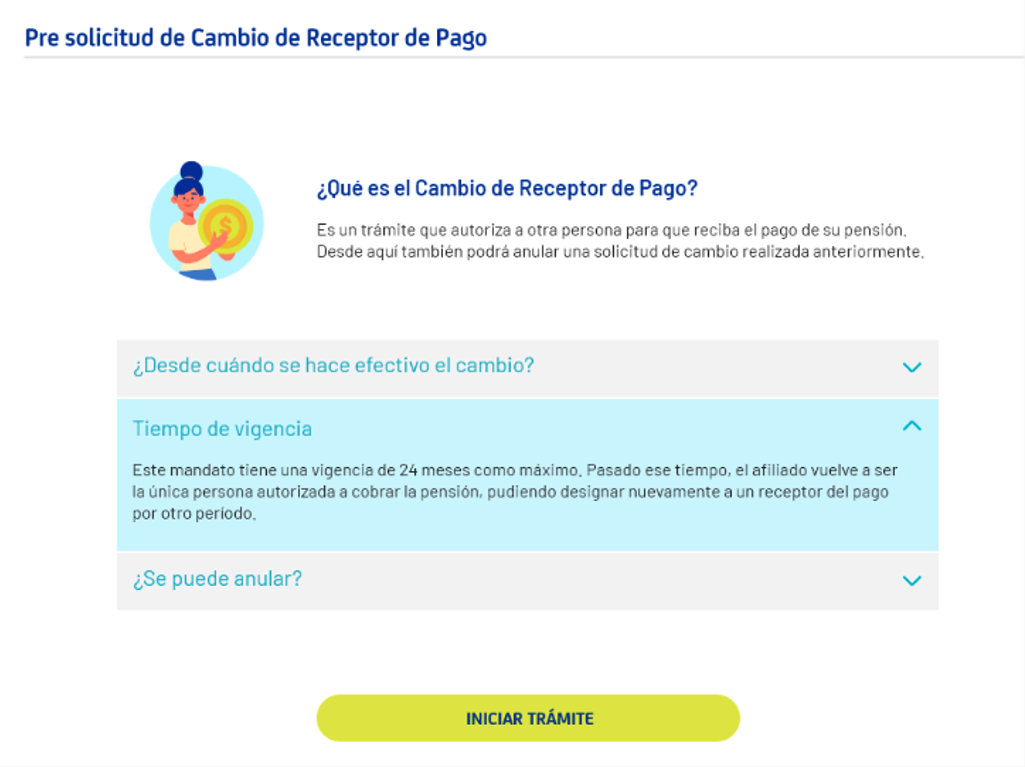 Pre solicitud de Cambio de Receptor de Pago
¿Qué es el Cambio de Receptor de Pago?
Es un trámite que autoriza a otra persona para que reciba el pago de su pensión.
Desde aquí también podrá anular una solicitud de cambio realizada anteriormente.
¿Desde cuándo se hace efectivo el cambio?
Tiempo de vigencia
Este mandato tiene una vigencia de 24 meses como máximo. Pasado ese tiempo, el afiliado vuelve a ser
la única persona autorizada a cobrar la pensión, pudiendo designar nuevamente a un receptor del pago
por otro período.
¿Se puede anular?
INICIAR TRÁMITE